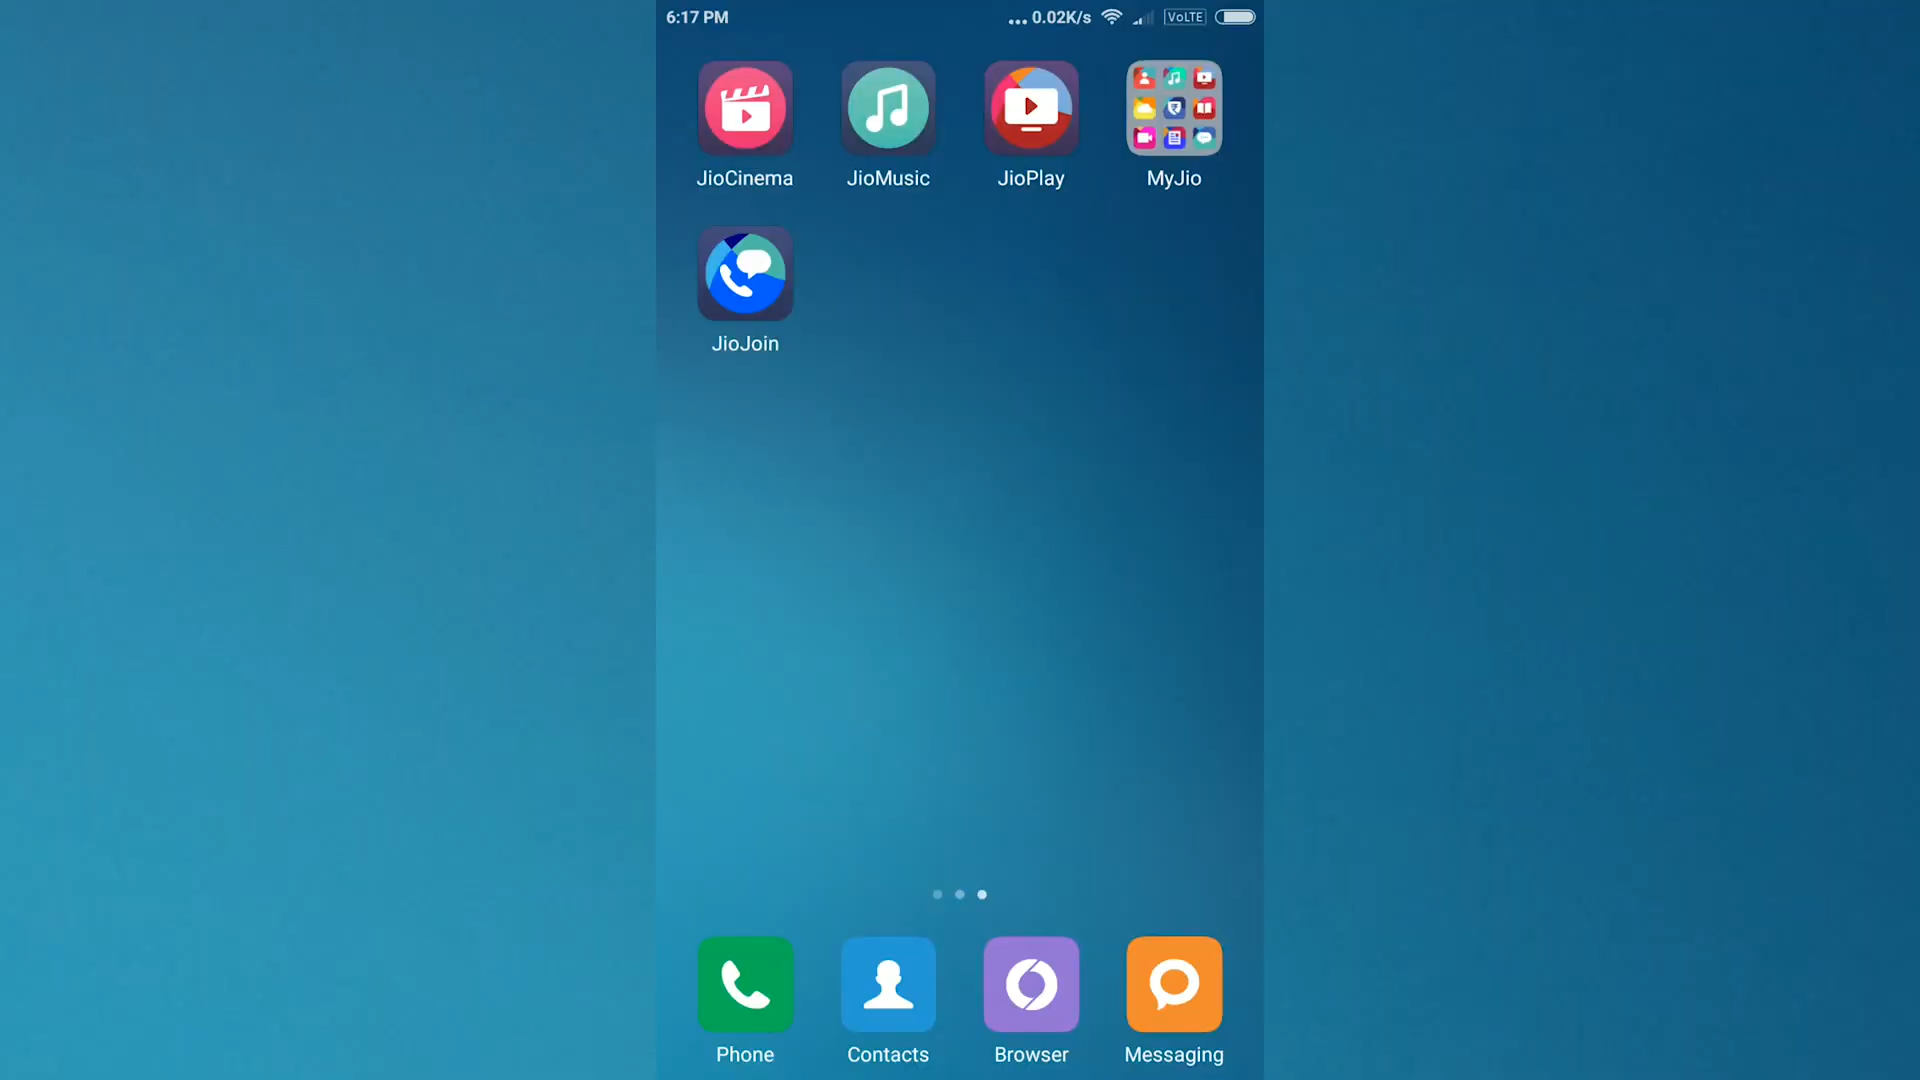 6:17 PM ... 0.02K/s VoLTE
JioCinema JioMusic JioPlay MyJio
JioJoin
Phone Contacts Browser Messaging